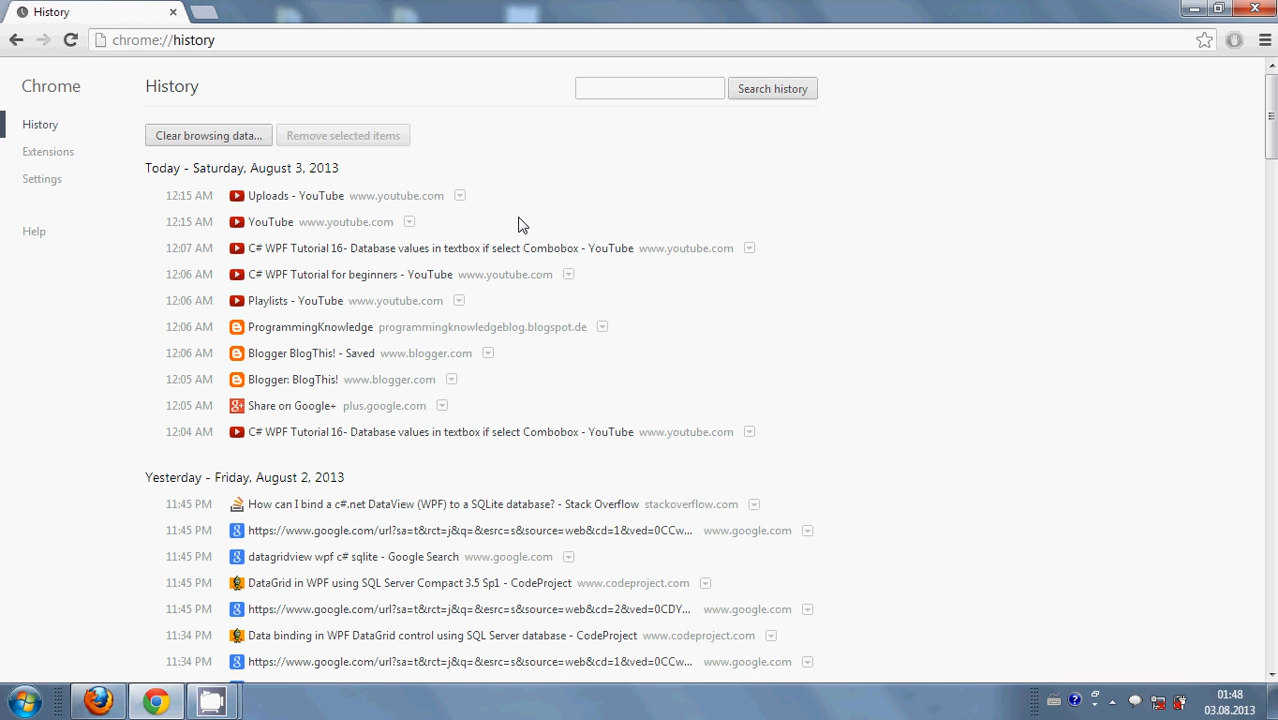 History
chrome://history
Chrome
History
Search history
History
Extensions
Settings
Help
Clear browsing data...
Remove selected items
Today - Saturday, August 3, 2013
12:15 AM Uploads - YouTube www.youtube.com
12:15 AM YouTube www.youtube.com
12:07 AM C# WPF Tutorial 16- Database values in textbox if select Combobox - YouTube www.youtube.com
12:06 AM C# WPF Tutorial for beginners - YouTube www.youtube.com
12:06 AM Playlists - YouTube www.youtube.com
12:06 AM ProgrammingKnowledge programmingknowledgeblog.blogspot.de
12:06 AM Blogger BlogThis! - Saved www.blogger.com
12:05 AM Blogger: BlogThis! www.blogger.com
12:05 AM Share on Google+ plus.google.com
12:04 AM C# WPF Tutorial 16- Database values in textbox if select Combobox - YouTube www.youtube.com
Yesterday - Friday, August 2, 2013
11:45 PM How can I bind a c#.net DataView (WPF) to a SQLite database? - Stack Overflow stackoverflow.com
11:45 PM https://www.google.com/url?sa=t&rct=j&q=&esrc=s&source=web&cd=1&ved=0CCw... www.google.com
11:45 PM datagridview wpf c# sqlite - Google Search www.google.com
11:45 PM DataGrid in WPF using SQL Server Compact 3.5 Sp1 - CodeProject www.codeproject.com
11:45 PM https://www.google.com/url?sa=t&rct=j&q=&esrc=s&source=web&cd=2&ved=0CDY... www.google.com
11:34 PM Data binding in WPF DataGrid control using SQL Server database - CodeProject www.codeproject.com
11:34 PM https://www.google.com/url?sa=t&rct=j&q=&esrc=s&source=web&cd=1&ved=0CCw... www.google.com
01:48
03.08.2013